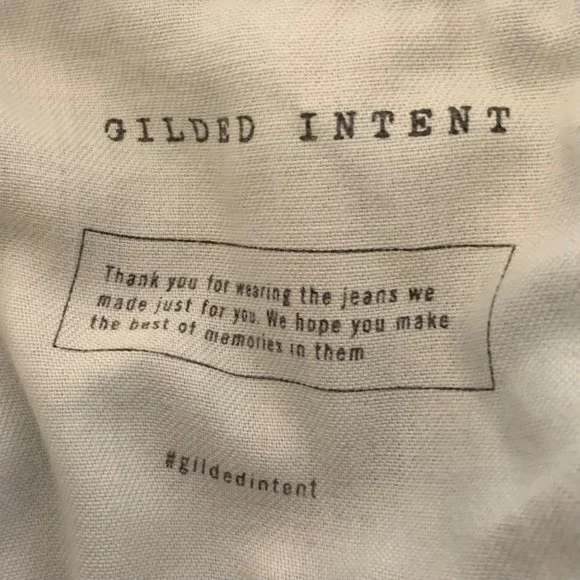 GILDED INTENT
Thank you for wearing the jeans we
made just for you. We hope you make
the best of memories in them
#gildedintent